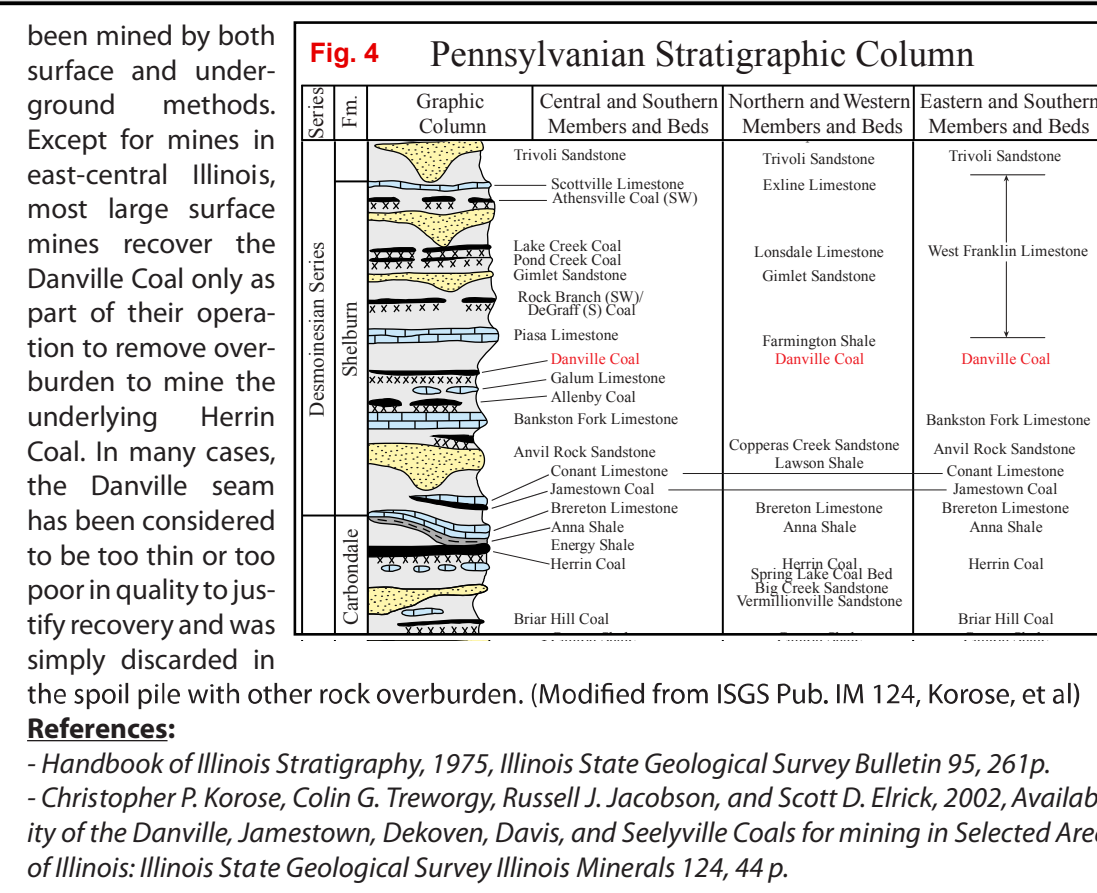 been mined by both
surface and under-
ground methods.
Except for mines in
east-central Illinois,
most large surface
mines recover the
Danville Coal only as
part of their opera-
tion to remove over-
burden to mine the
underlying Herrin
Coal. In many cases,
the Danville seam
has been considered
to be too thin or too
poor in quality to jus-
tify recovery and was
simply discarded in
the spoil pile with other rock overburden. (Modified from ISGS Pub. IM 124, Korose, et al)
Fig. 4 Pennsylvanian Stratigraphic Column
Series
Fm.
Graphic
Column
Central and Southern
Members and Beds
Northern and Western
Members and Beds
Eastern and Southern
Members and Beds
Desmoinesian Series
Shelburn
Carbondale
Trivoli Sandstone
Scottville Limestone
Athensville Coal (SW)
Lake Creek Coal
Pond Creek Coal
Gimlet Sandstone
Rock Branch (SW)/
DeGraff (S) Coal
Piasa Limestone
Danville Coal
Galum Limestone
Allenby Coal
Bankston Fork Limestone
Anvil Rock Sandstone
Conant Limestone
Jamestown Coal
Brereton Limestone
Anna Shale
Energy Shale
Herrin Coal
Briar Hill Coal
Trivoli Sandstone
Exline Limestone
Lonsdale Limestone
Gimlet Sandstone
Farmington Shale
Danville Coal
Copperas Creek Sandstone
Lawson Shale
Brereton Limestone
Anna Shale
Herrin Coal
Spring Lake Coal Bed
Big Creek Sandstone
Vermillionville Sandstone
Trivoli Sandstone
West Franklin Limestone
Danville Coal
Bankston Fork Limestone
Anvil Rock Sandstone
Conant Limestone
Jamestown Coal
Brereton Limestone
Anna Shale
Herrin Coal
Briar Hill Coal
References:
- Handbook of Illinois Stratigraphy, 1975, Illinois State Geological Survey Bulletin 95, 261p.
- Christopher P. Korose, Colin G. Treworgy, Russell J. Jacobson, and Scott D. Elrick, 2002, Availab
ity of the Danville, Jamestown, Dekoven, Davis, and Seelyville Coals for mining in Selected Area
of Illinois: Illinois State Geological Survey Illinois Minerals 124, 44 p.